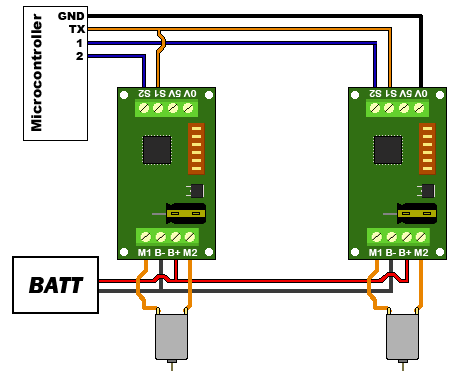 Microcontroller
GND
TX
1
2
S2 S1 5V 0V
S2 S1 5V 0V
M1 B- B+ M2
M1 B- B+ M2
BATT